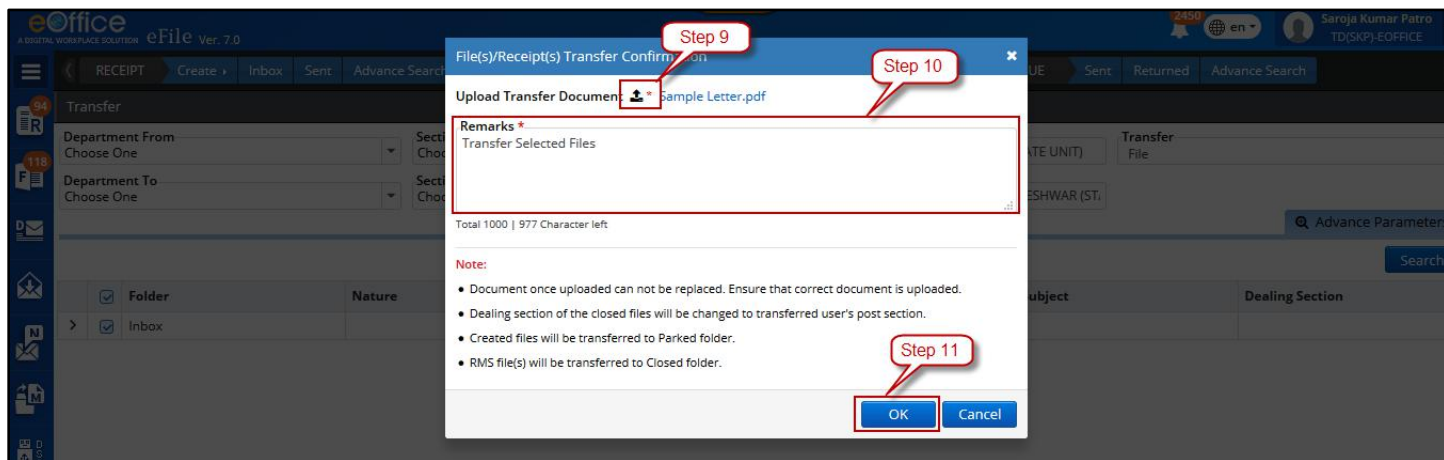 eOffice
A DIGITAL WORKPLACE SOLUTION eFile Ver. 7.0
2450
en
Saroja Kumar Patro
TD(SKP)-EOFFICE
Step 9
File(s)/Receipt(s) Transfer Confirm
Step 10
RECEIPT Create Inbox Sent Advance Search
UE Sent Returned Advance Search
94
R
Transfer
Upload Transfer Document * Sample Letter.pdf
Department From
Choose One
Remarks *
Transfer Selected Files
Transfer
File
UNIT)
118
F
Department To
Choose One
Total 1000 | 977 Character left
Advance Parameter
Search
Note:
• Document once uploaded can not be replaced. Ensure that correct document is uploaded.
Folder Nature ubject Dealing Section
• Dealing section of the closed files will be changed to transferred user's post section.
Inbox
• Created files will be transferred to Parked folder.
• RMS file(s) will be transferred to Closed folder.
Step 11
OK Cancel
D
N
M
D
S